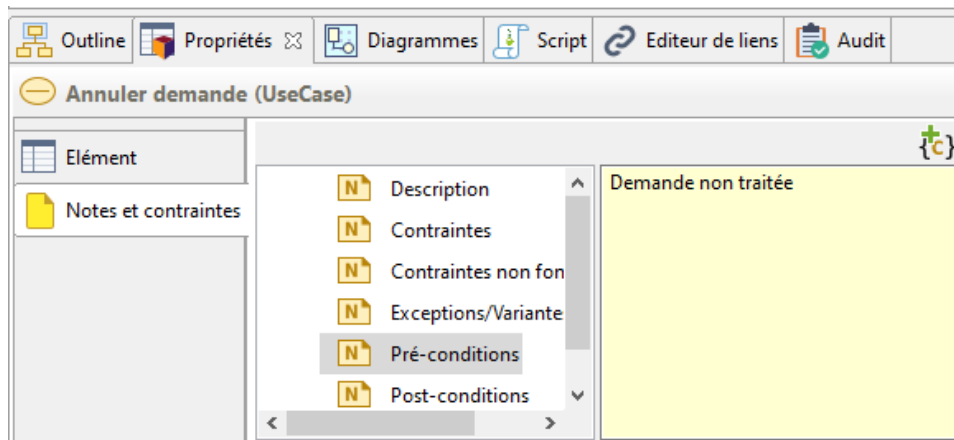 Outline Propriétés Diagrammes Script Editeur de liens Audit
Annuler demande (UseCase)
Elément
Notes et contraintes
{c}
N Description
N Contraintes
N Contraintes non fon
N Exceptions/Variante
N Pré-conditions
N Post-conditions
Demande non traitée